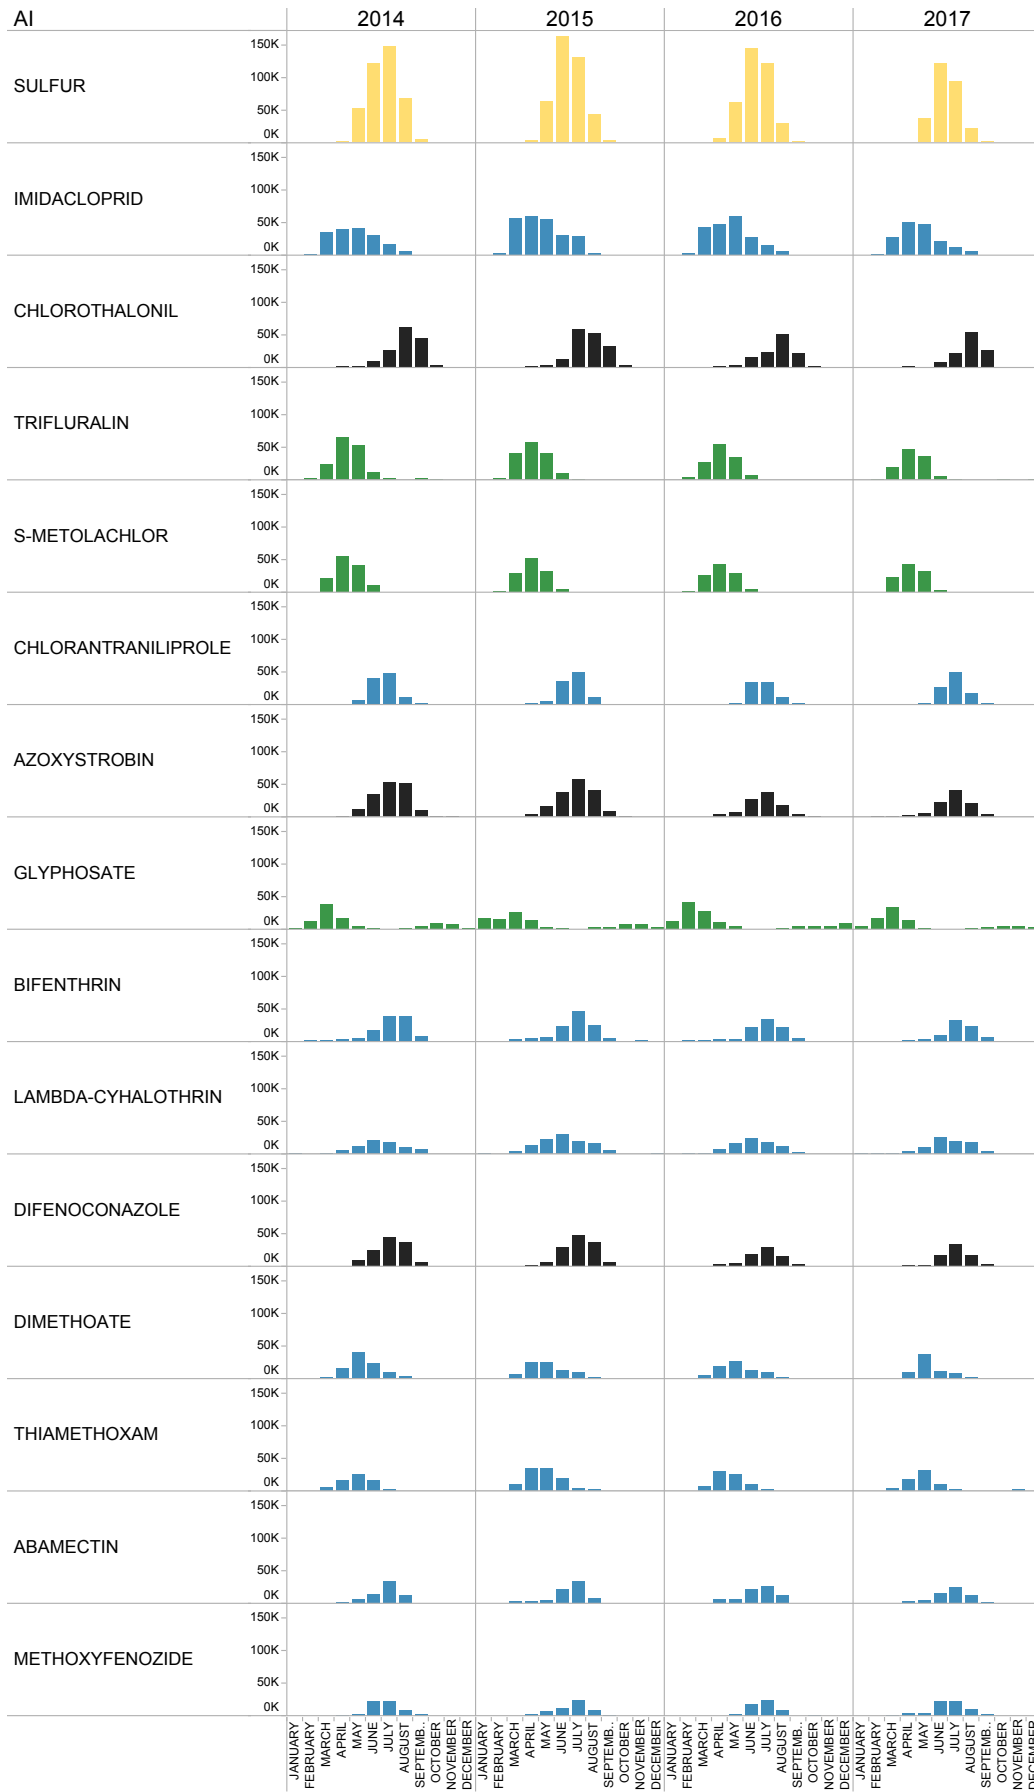 AI 2014 2015 2016 2017
SULFUR
150K
100K
50K
0K
IMIDACLOPRID
150K
100K
50K
0K
CHLOROTHALONIL
150K
100K
50K
0K
TRIFLURALIN
150K
100K
50K
0K
S-METOLACHLOR
150K
100K
50K
0K
CHLORANTRANILIPROLE
150K
100K
50K
0K
AZOXYSTROBIN
150K
100K
50K
0K
GLYPHOSATE
150K
100K
50K
0K
BIFENTHRIN
150K
100K
50K
0K
LAMBDA-CYHALOTHRIN
150K
100K
50K
0K
DIFENOCONAZOLE
150K
100K
50K
0K
DIMETHOATE
150K
100K
50K
0K
THIAMETHOXAM
150K
100K
50K
0K
ABAMECTIN
150K
100K
50K
0K
METHOXYFENOZIDE
150K
100K
50K
0K
JANUARY
FEBRUARY
MARCH
APRIL
MAY
JUNE
JULY
AUGUST
SEPTEMB..
OCTOBER
NOVEMBER
DECEMBER
JANUARY
FEBRUARY
MARCH
APRIL
MAY
JUNE
JULY
AUGUST
SEPTEMB..
OCTOBER
NOVEMBER
DECEMBER
JANUARY
FEBRUARY
MARCH
APRIL
MAY
JUNE
JULY
AUGUST
SEPTEMB..
OCTOBER
NOVEMBER
DECEMBER
JANUARY
FEBRUARY
MARCH
APRIL
MAY
JUNE
JULY
AUGUST
SEPTEMB..
OCTOBER
NOVEMBER
DECEMBER